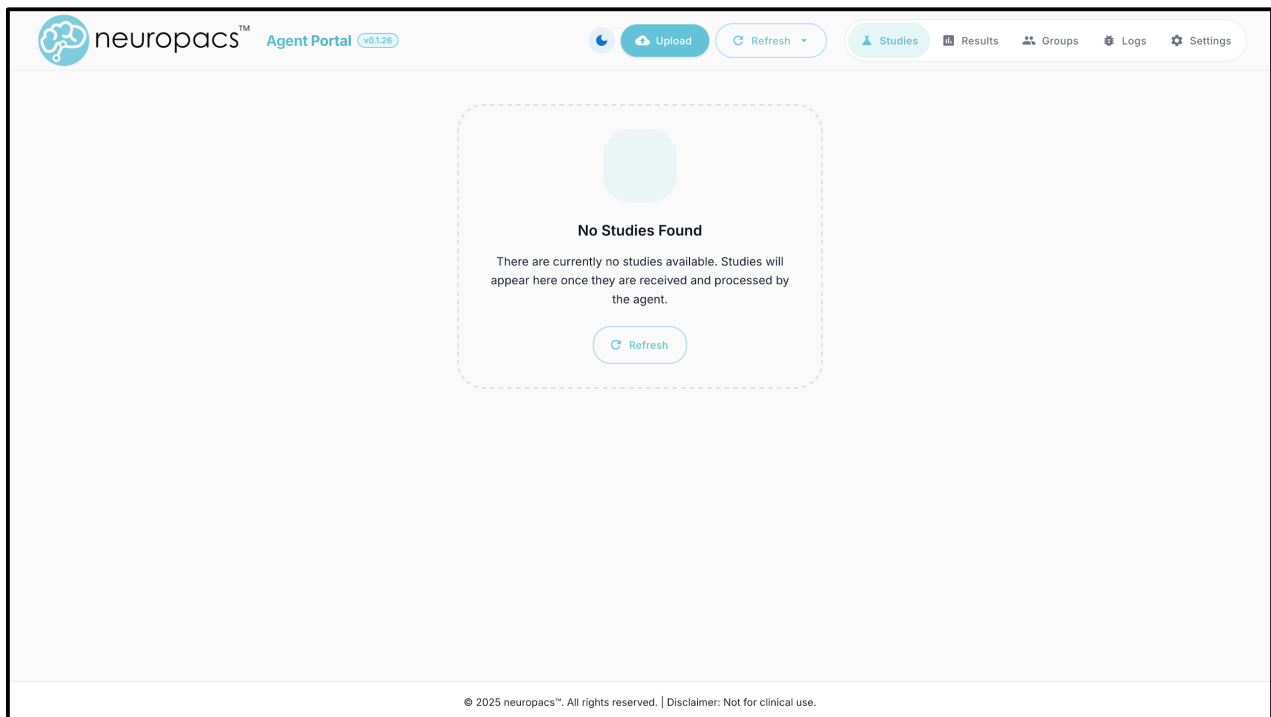 neuropacs™ Agent Portal v0.1.26 Upload Refresh Studies Results Groups Logs Settings
No Studies Found
There are currently no studies available. Studies will
appear here once they are received and processed by
the agent.
Refresh
© 2025 neuropacs™. All rights reserved. | Disclaimer: Not for clinical use.